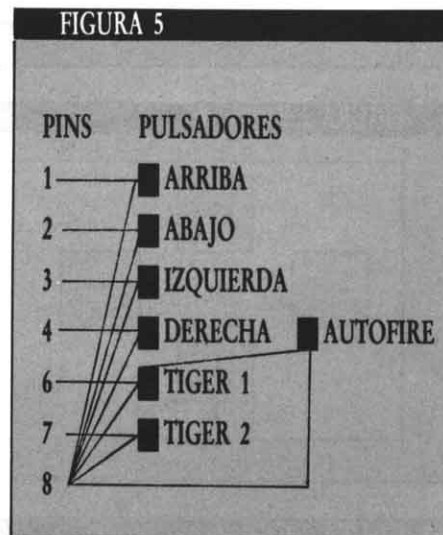 FIGURA 5
PINS PULSADORES
1 ARRIBA
2 ABAJO
3 IZQUIERDA
4 DERECHA AUTOFIRE
6 TIGER 1
7 TIGER 2
8